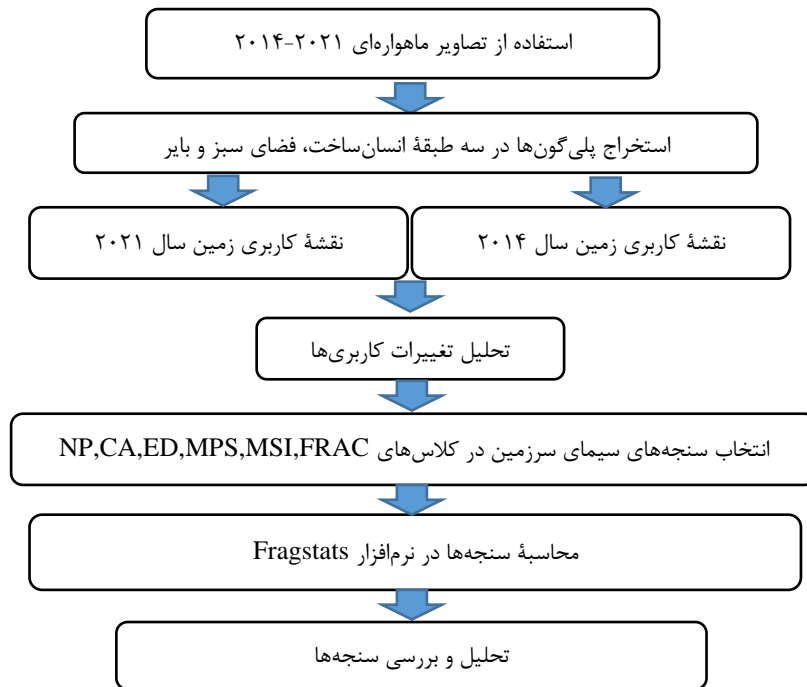 استفاده از تصاویر ماهواره‌ای ۲۰۲۱-۲۰۱۴
استخراج پلی‌گون‌ها در سه طبقهٔ انسان‌ساخت، فضای سبز و بایر
نقشهٔ کاربری زمین سال ۲۰۱۴
نقشهٔ کاربری زمین سال ۲۰۲۱
تحلیل تغییرات کاربری‌ها
انتخاب سنجه‌های سیمای سرزمین در کلاس‌های NP,CA,ED,MPS,MSI,FRAC
محاسبهٔ سنجه‌ها در نرم‌افزار Fragstats
تحلیل و بررسی سنجه‌ها